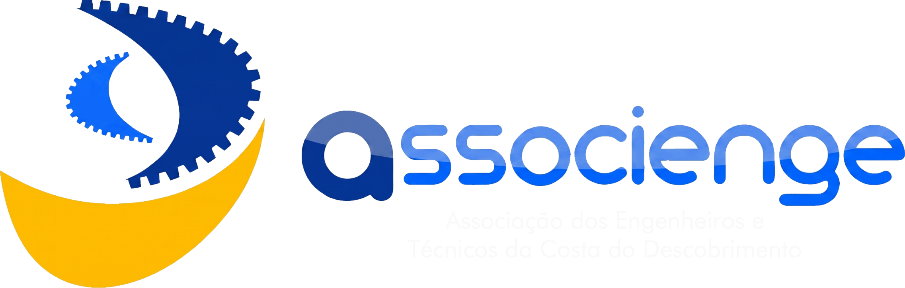 associenge
Associação dos Engenheiros e
Técnicos da Costa do Descobrimento